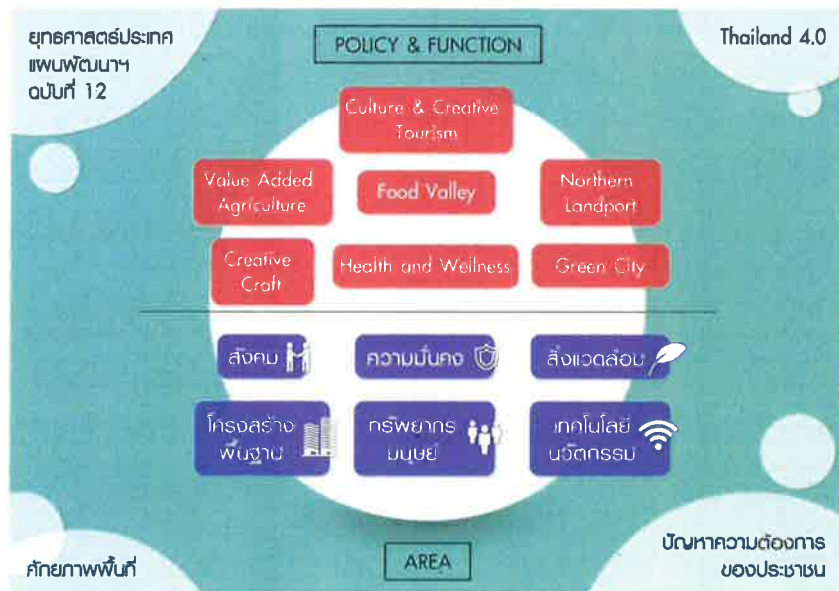 ยุทธศาสตร์ประเทศ
แผนพัฒนาฯ
ฉบับที่ 12
POLICY & FUNCTION
Thailand 4.0
Culture & Creative
Tourism
Value Added
Agriculture
Food Valley
Northern
Landport
Creative
Craft
Health and Wellness
Green City
สังคม
ความมั่นคง
สิ่งแวดล้อม
โครงสร้าง
พื้นฐาน
ทรัพยากร
มนุษย์
เทคโนโลยี
นวัตกรรม
ศักยภาพพื้นที่
AREA
ปัญหาความต้องการ
ของประชาชน